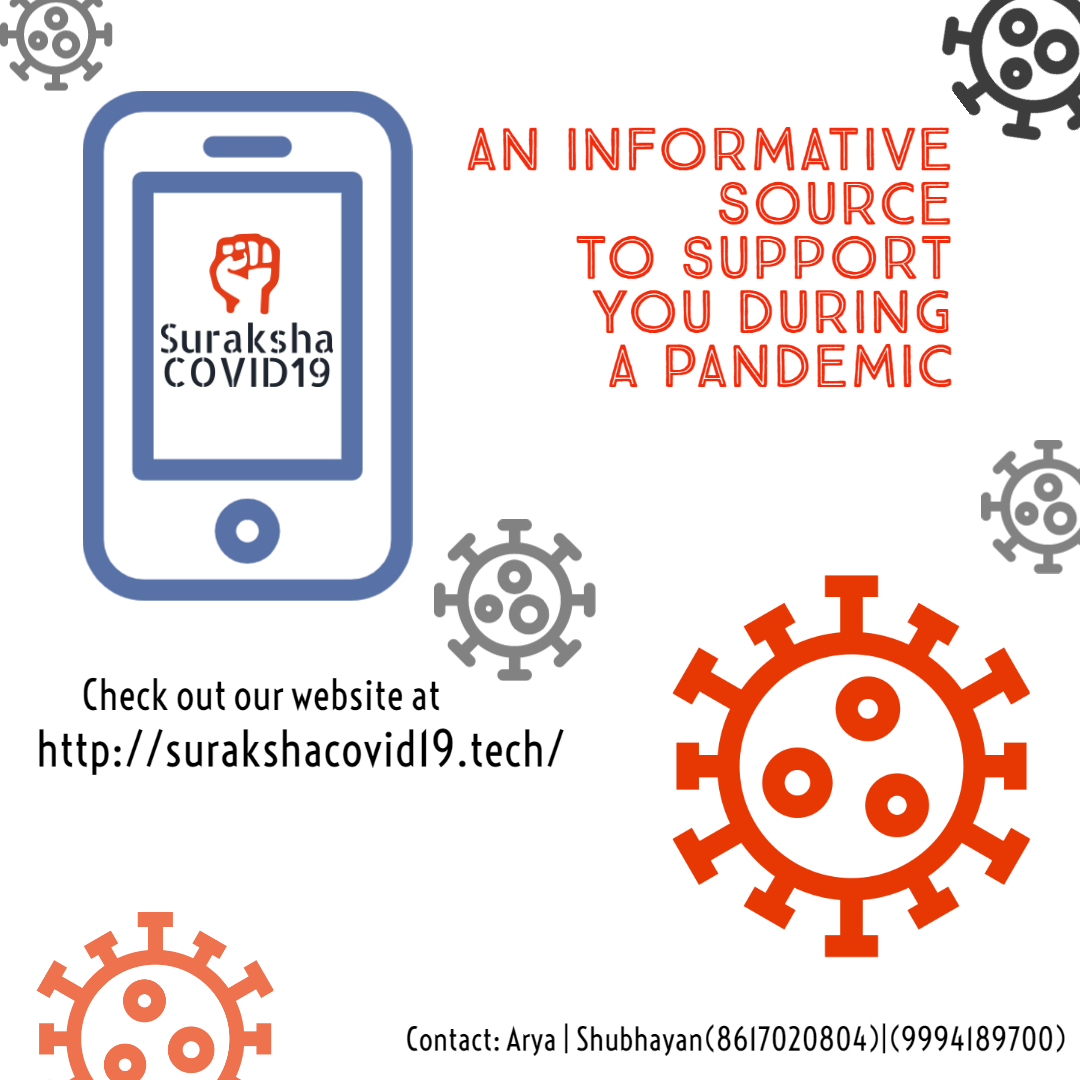 Suraksha
COVID19
AN INFORMATIVE
SOURCE
TO SUPPORT
YOU DURING
A PANDEMIC
Check out our website at
http://surakshacovid19.tech/
Contact: Arya | Shubhayan(8617020804)|(9994189700)